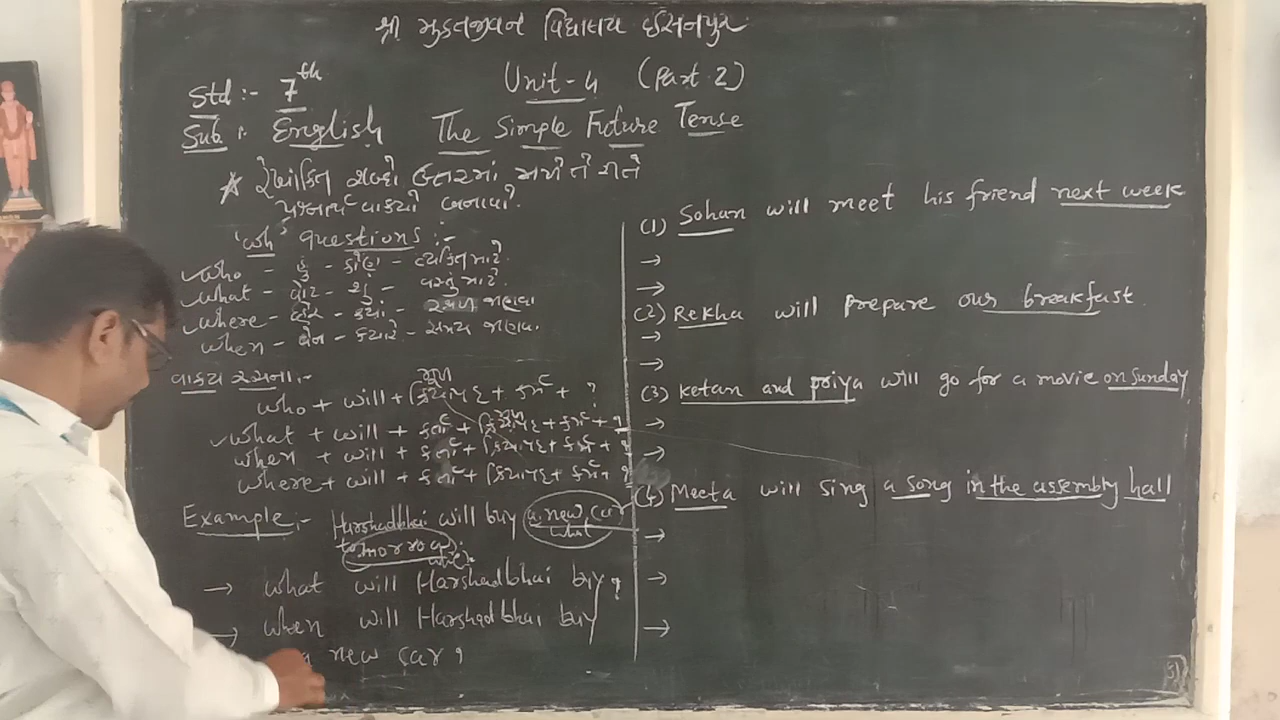 શ્રી મુક્તજીવન વિદ્યાલય ઇસનપુર
Std :- 7th
Unit-4 (Part 2)
Sub :- English The Simple Future Tense
* રેખાંકિત શબ્દો ઉત્તરમાં આવે તે રીતે
પ્રશ્નાર્થ વાક્યો બનાવો.
'wh' questions :-
who - હુ - કોણ - વ્યક્તિ માટે.
what - વોટ - શું - વસ્તુ માટે.
where - વ્હેર - ક્યાં - સ્થળ જાણવા
when - વેન - ક્યારે - સમય જાણવા.
વાક્ય રચના :-
મુળ
who + will + ક્રિયાપદ + કર્મ + ?
what + will + કર્તા + મુળ ક્રિયાપદ + કર્મ + ?
when + will + કર્તા + ક્રિયાપદ + કર્મ + ?
where + will + કર્તા + ક્રિયાપદ + કર્મ + ?
Example :- Harshadbhai will buy a new car
what
tomorrow.
when
→ what will Harshadbhai buy ?
→ when will Harshadbhai buy
a new car ?
(1) Sohan will meet his friend next week
→
→
(2) Rekha will prepare our breakfast.
→
→
(3) ketan and priya will go for a movie on sunday
→
→
(4) Meeta will sing a song in the assembly hall
→
→
→